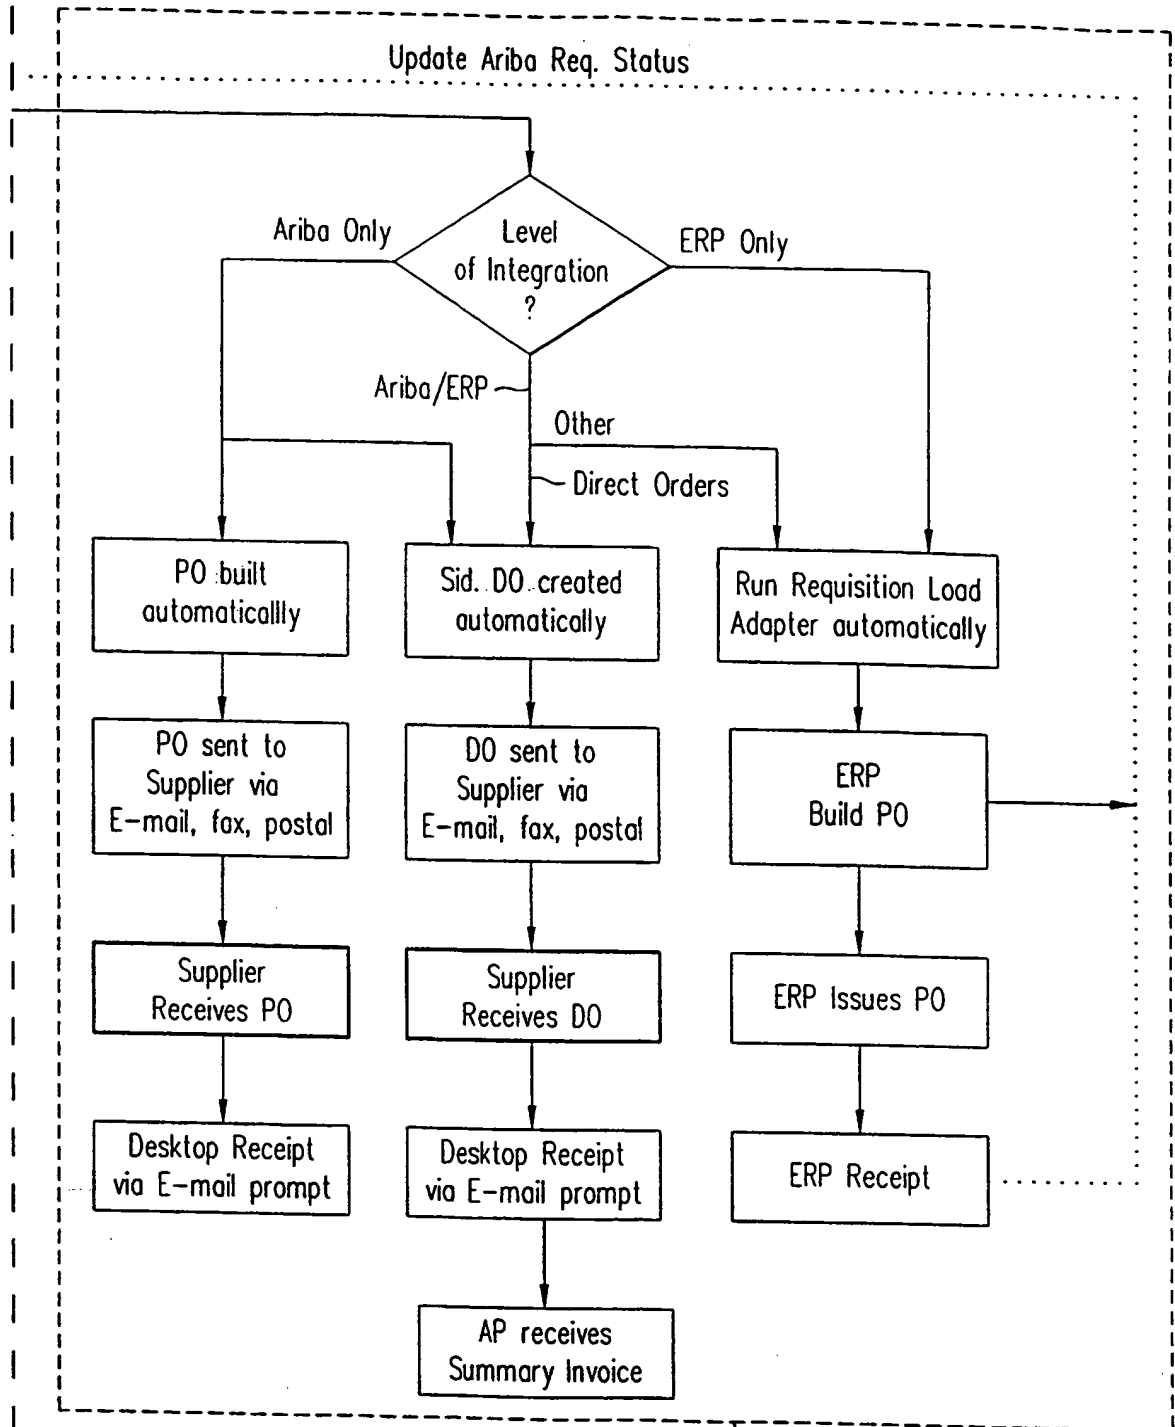 Update Ariba Req. Status
Level
of Integration
?
Ariba Only
ERP Only
Ariba/ERP
Other
Direct Orders
PO built
automaticallly
Sid. DO created
automatically
Run Requisition Load
Adapter automatically
PO sent to
Supplier via
E-mail, fax, postal
DO sent to
Supplier via
E-mail, fax, postal
ERP
Build PO
Supplier
Receives PO
Supplier
Receives DO
ERP Issues PO
Desktop Receipt
via E-mail prompt
Desktop Receipt
via E-mail prompt
ERP Receipt
AP receives
Summary Invoice